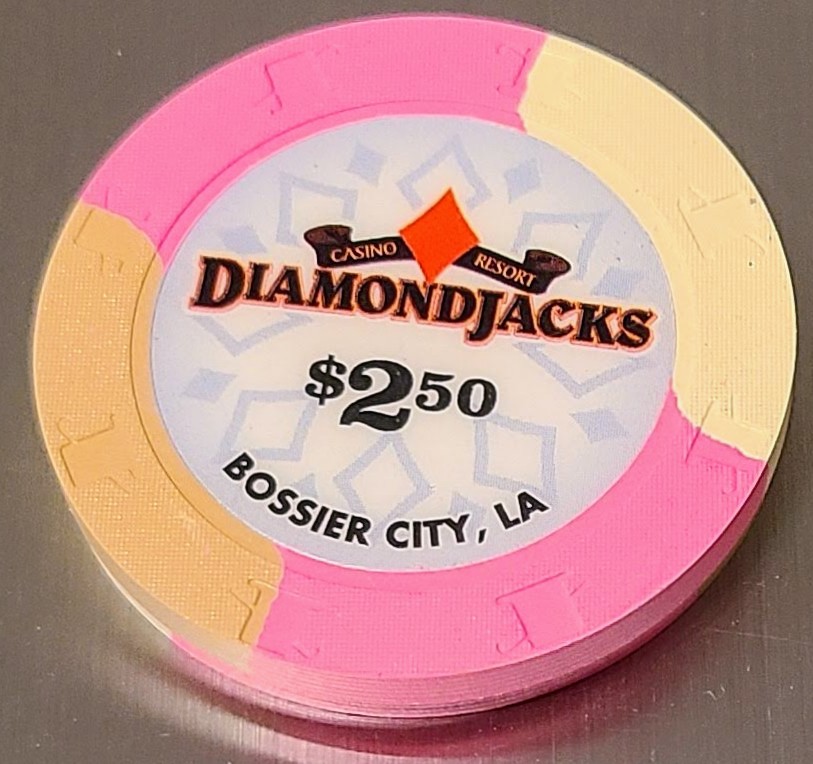 CASINO RESORT
DIAMONDJACKS
$2.50
BOSSIER CITY, LA